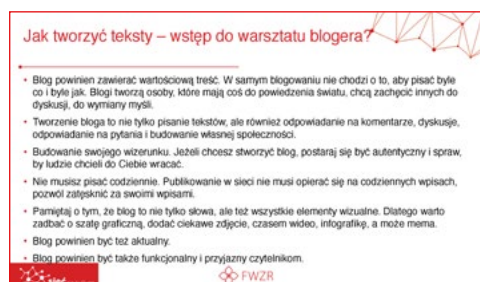 Jak tworzyć teksty – wstęp do warsztatu blogera?
• Blog powinien zawierać wartościową treść. W samym blogowaniu nie chodzi o to, aby pisać byle
co i byle jak. Blogi tworzą osoby, które mają coś do powiedzenia światu, chcą zachęcić innych do
dyskusji, do wymiany myśli.
• Tworzenie bloga to nie tylko pisanie tekstów, ale również odpowiadanie na komentarze, dyskusje,
odpowiadanie na pytania i budowanie własnej społeczności.
• Budowanie swojego wizerunku. Jeżeli chcesz stworzyć blog, postaraj się być autentyczny i spraw,
by ludzie chcieli do Ciebie wracać.
• Nie musisz pisać codziennie. Publikowanie w sieci nie musi opierać się na codziennych wpisach,
pozwól zatęsknić za swoimi wpisami.
• Pamiętaj o tym, że blog to nie tylko słowa, ale też wszystkie elementy wizualne. Dlatego warto
zadbać o szatę graficzną, dodać ciekawe zdjęcie, czasem wideo, infografikę, a może mema.
• Blog powinien być też aktualny.
• Blog powinien być także funkcjonalny i przyjazny czytelnikom.
FWZR